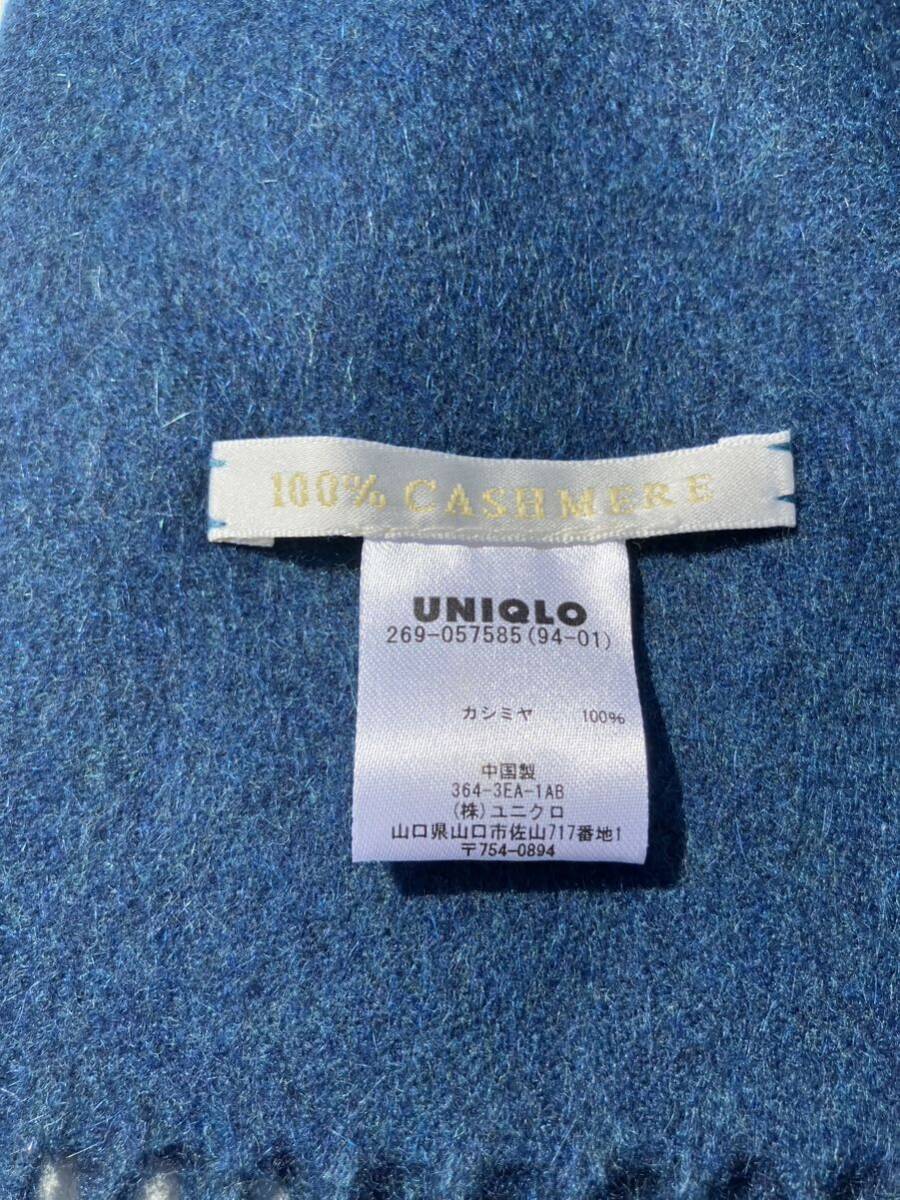 100% CASHMERE
UNIQLO
269-057585(94-01)
カシミヤ 100%
中国製
364-3EA-1AB
(株)ユニクロ
山口県山口市佐山717番地1
〒754-0894